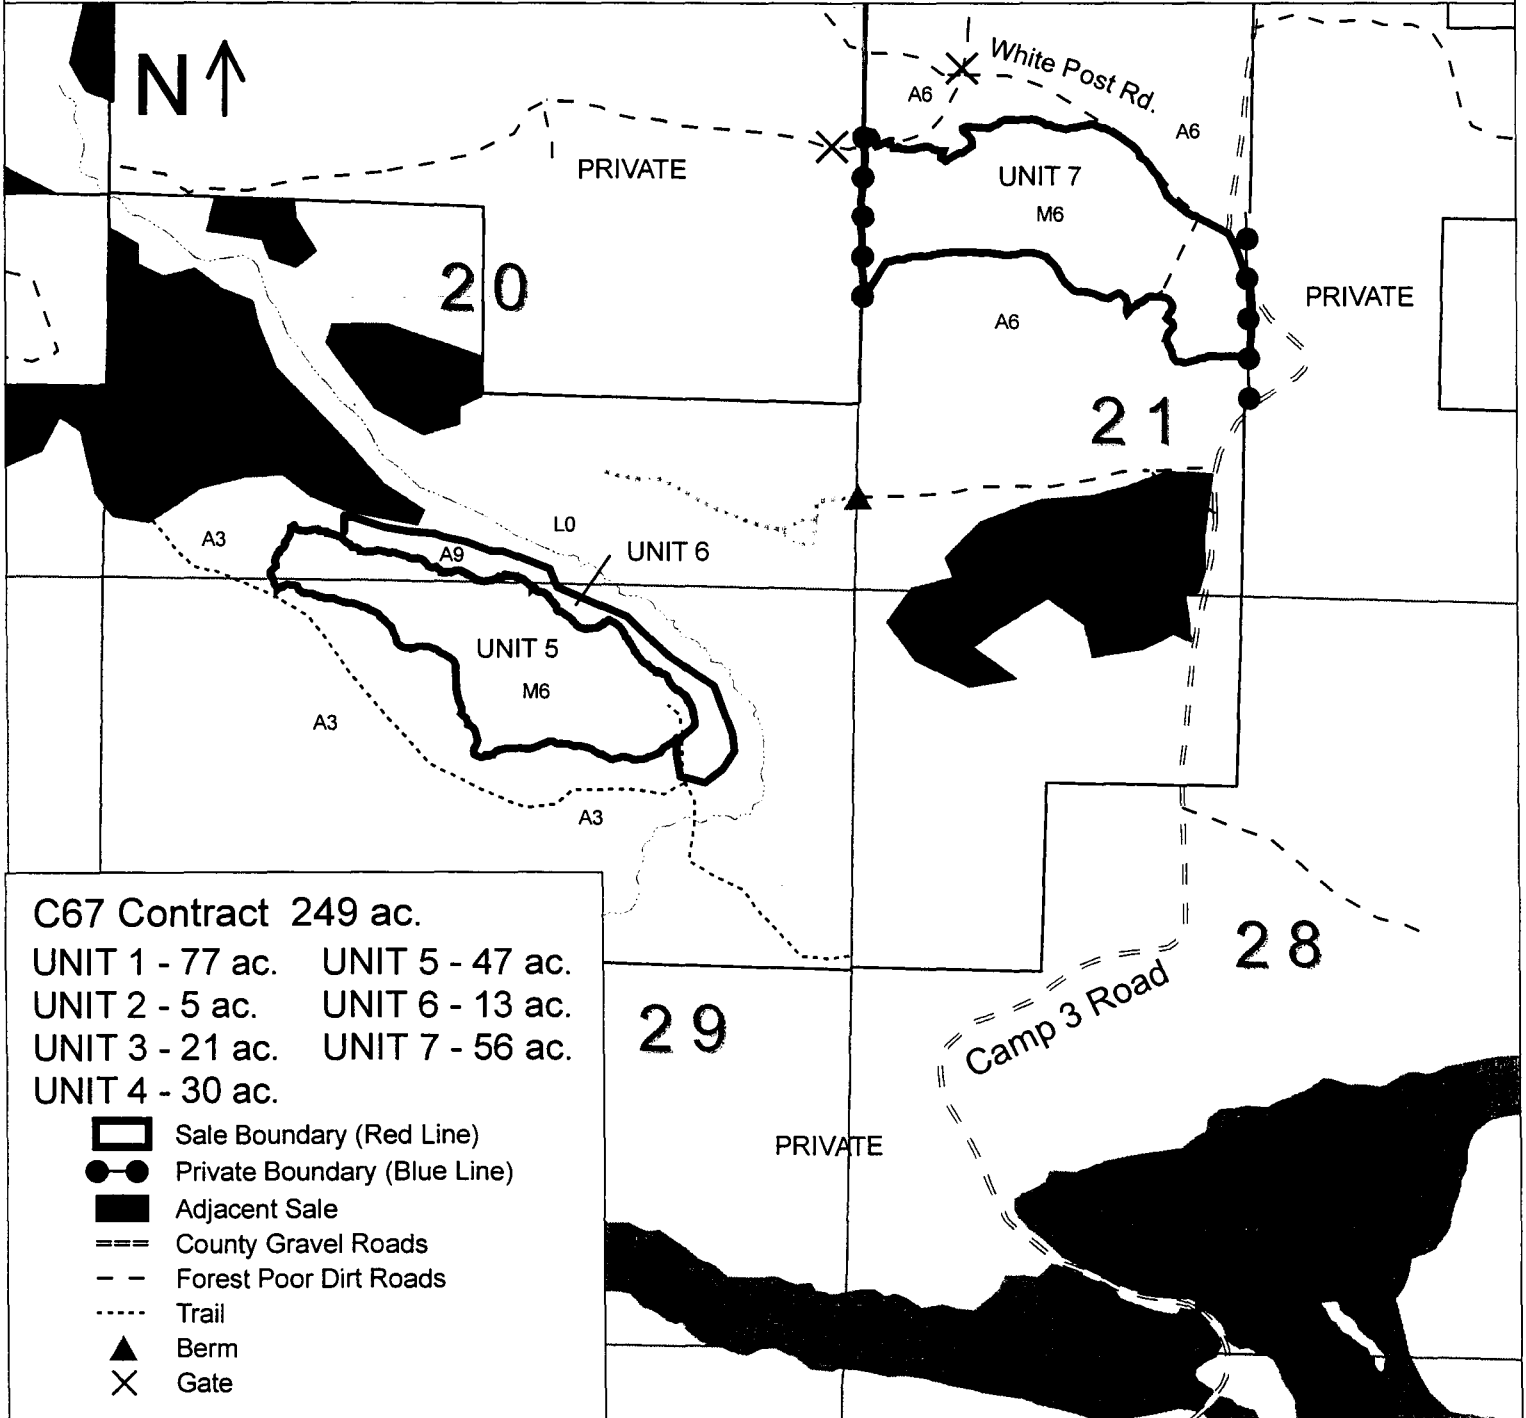 N
White Post Rd.
A6
A6
PRIVATE
UNIT 7
M6
20
PRIVATE
A6
21
L0
A3
A9
UNIT 6
UNIT 5
M6
A3
A3
C67 Contract 249 ac.
UNIT 1 - 77 ac. UNIT 5 - 47 ac.
UNIT 2 - 5 ac. UNIT 6 - 13 ac.
UNIT 3 - 21 ac. UNIT 7 - 56 ac.
UNIT 4 - 30 ac.
Sale Boundary (Red Line)
Private Boundary (Blue Line)
Adjacent Sale
County Gravel Roads
Forest Poor Dirt Roads
Trail
Berm
Gate
28
29
Camp 3 Road
PRIVATE